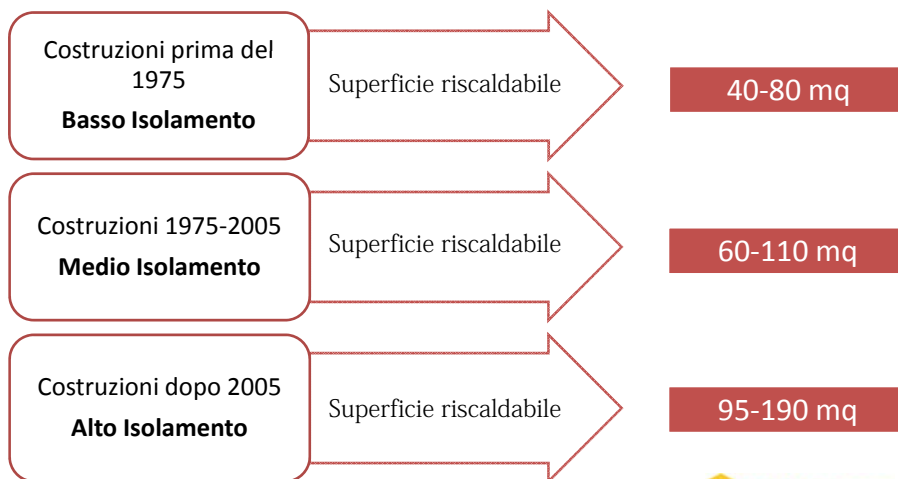 Costruzioni prima del
1975
Basso Isolamento
Superficie riscaldabile
40-80 mq
Costruzioni 1975-2005
Medio Isolamento
Superficie riscaldabile
60-110 mq
Costruzioni dopo 2005
Alto Isolamento
Superficie riscaldabile
95-190 mq